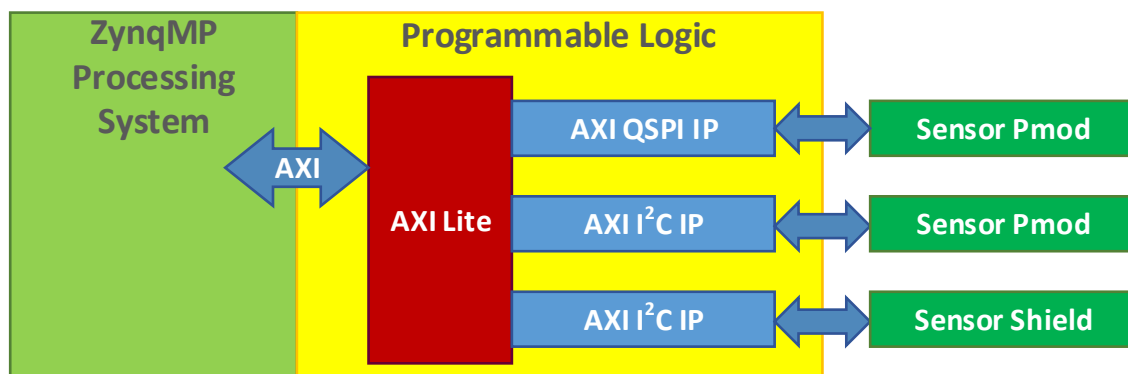 ZynqMP
Processing
System
Programmable Logic
AXI
AXI Lite
AXI QSPI IP
Sensor Pmod
AXI I²C IP
Sensor Pmod
AXI I²C IP
Sensor Shield